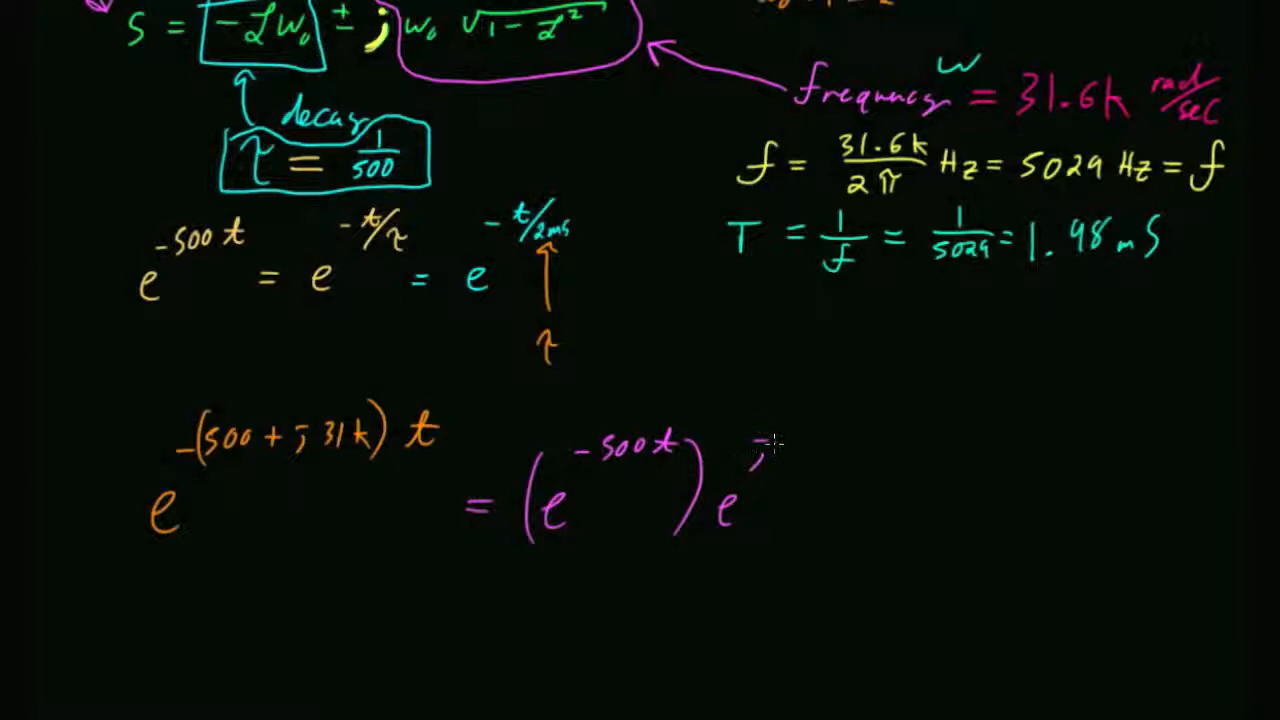 S = -ζω₀ ± j ω₀ √1-ζ²
frequency ω = 31.6k rad/sec
decay
τ = 1/500
f = 31.6k/2π Hz = 5029 Hz = f
e^-500t = e^-t/τ = e^-t/2ms
T = 1/f = 1/5029 = 1.98 mS
τ
e^-(500 + j 31k) t = (e^-500t) e^j